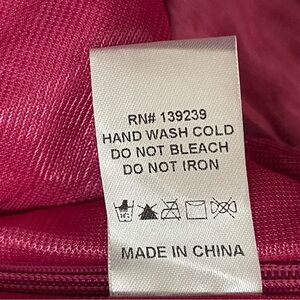 RN# 139239
HAND WASH COLD
DO NOT BLEACH
DO NOT IRON
MADE IN CHINA